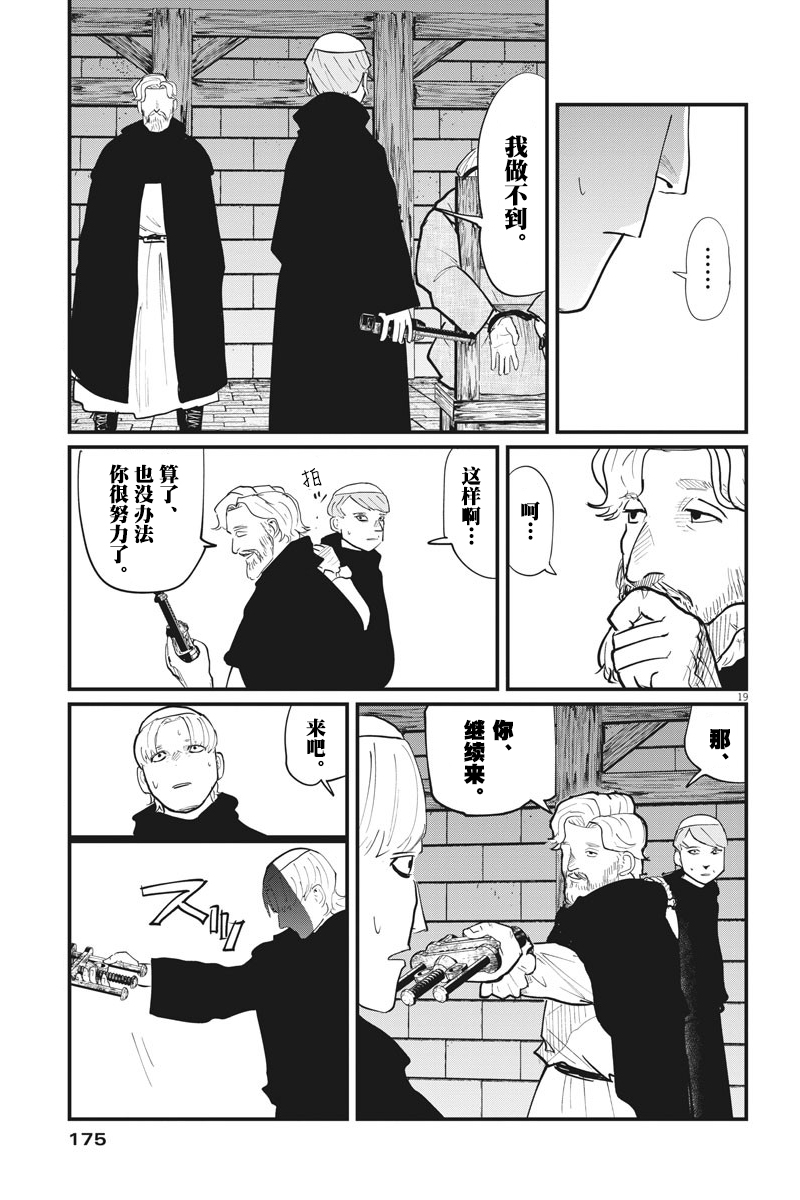 ……
我做不到。
呵…
这样啊…
拍
算了、
也没办法
你很努力了。
19
那、
你、
继续来。
来吧。
スッ
175